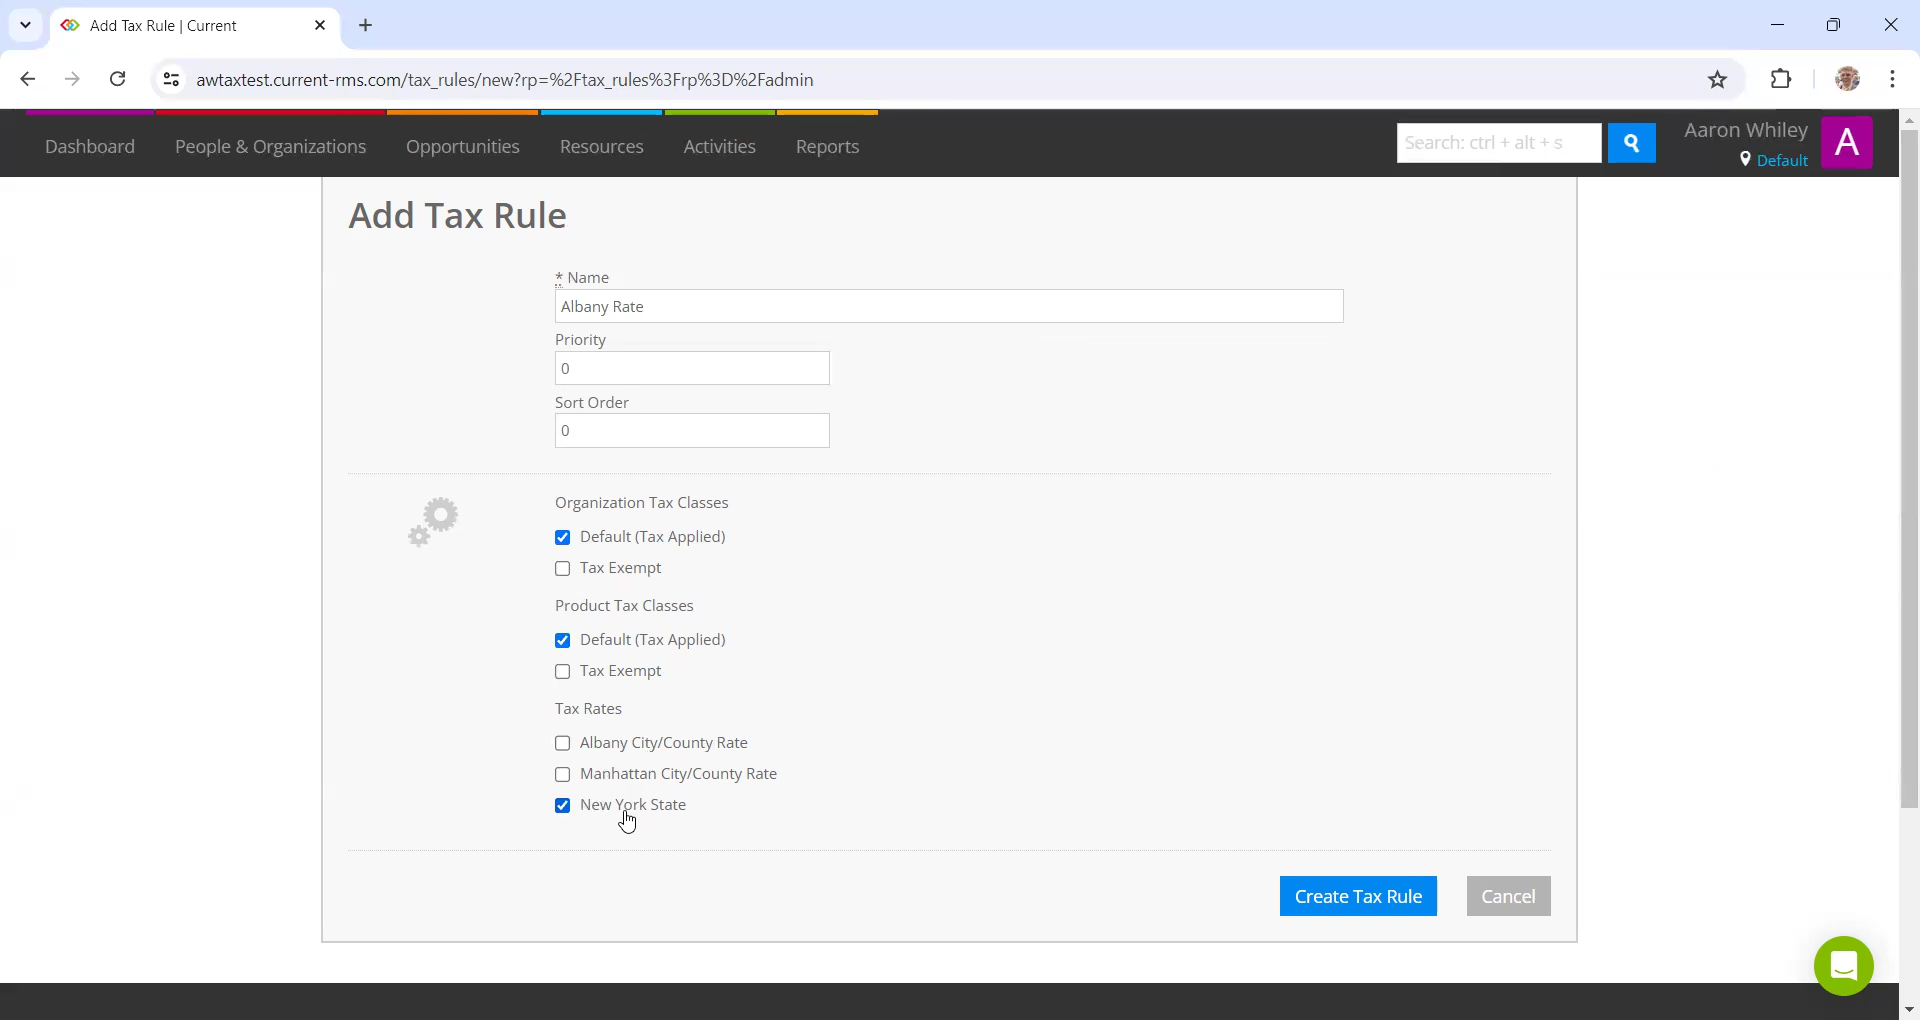 Add Tax Rule | Current
awtaxtest.current-rms.com/tax_rules/new?rp=%2Ftax_rules%3Frp%3D%2Fadmin
Dashboard People & Organizations Opportunities Resources Activities Reports Search: ctrl + alt + s Aaron Whiley A
Default
Add Tax Rule
* Name
Albany Rate
Priority
0
Sort Order
0
Organization Tax Classes
Default (Tax Applied)
Tax Exempt
Product Tax Classes
Default (Tax Applied)
Tax Exempt
Tax Rates
Albany City/County Rate
Manhattan City/County Rate
New York State
Create Tax Rule Cancel